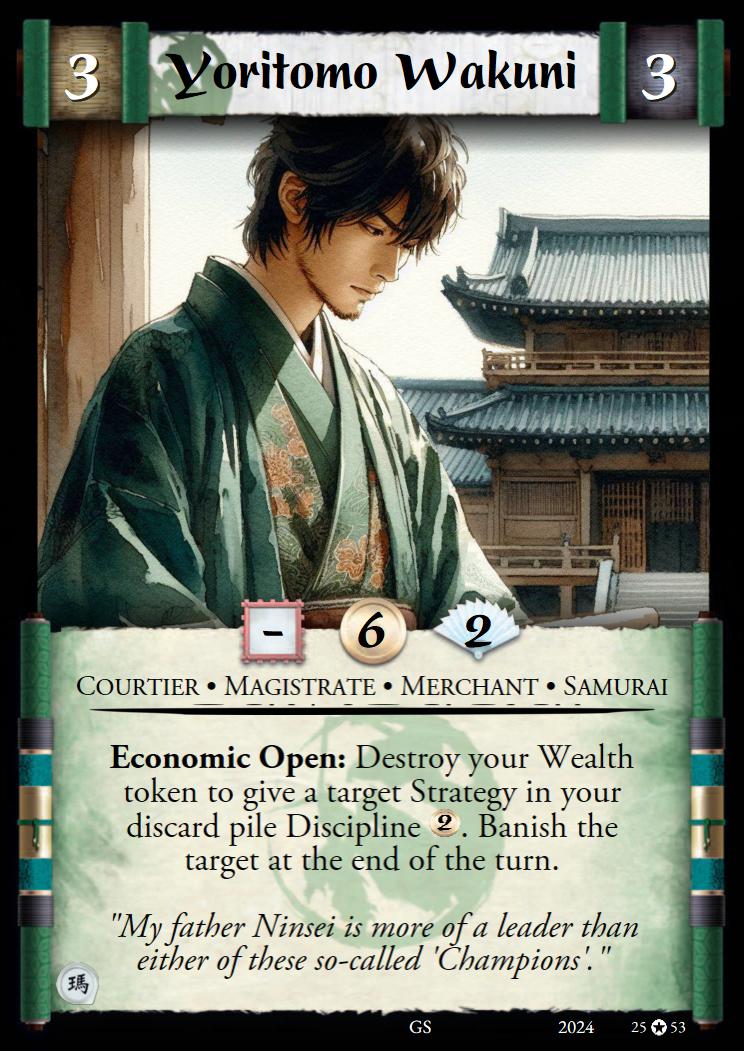 3 Yoritomo Wakuni 3
- 6 2
COURTIER • MAGISTRATE • MERCHANT • SAMURAI
Economic Open: Destroy your Wealth
token to give a target Strategy in your
discard pile Discipline 2. Banish the
target at the end of the turn.
"My father Ninsei is more of a leader than
either of these so-called 'Champions'."
瑪
GS 2024 25 53